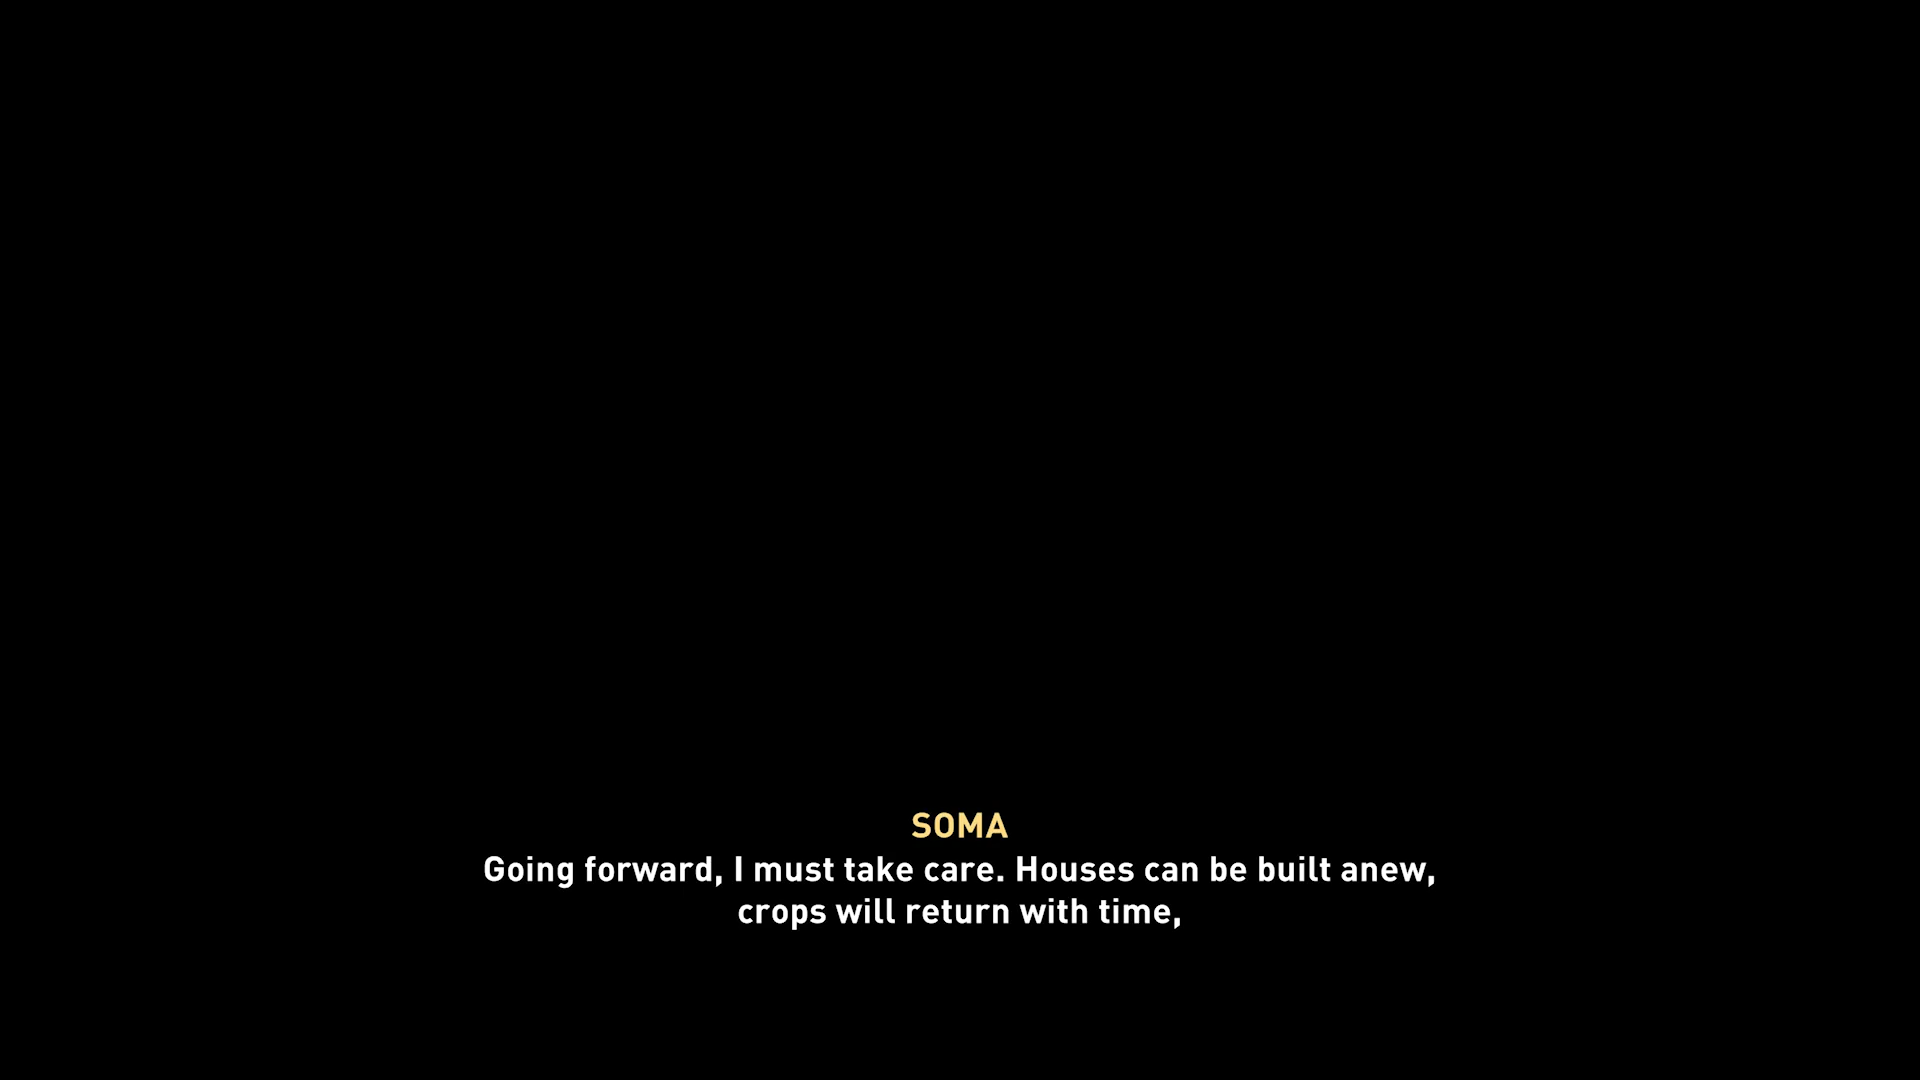 SOMA
Going forward, I must take care. Houses can be built anew,
crops will return with time,